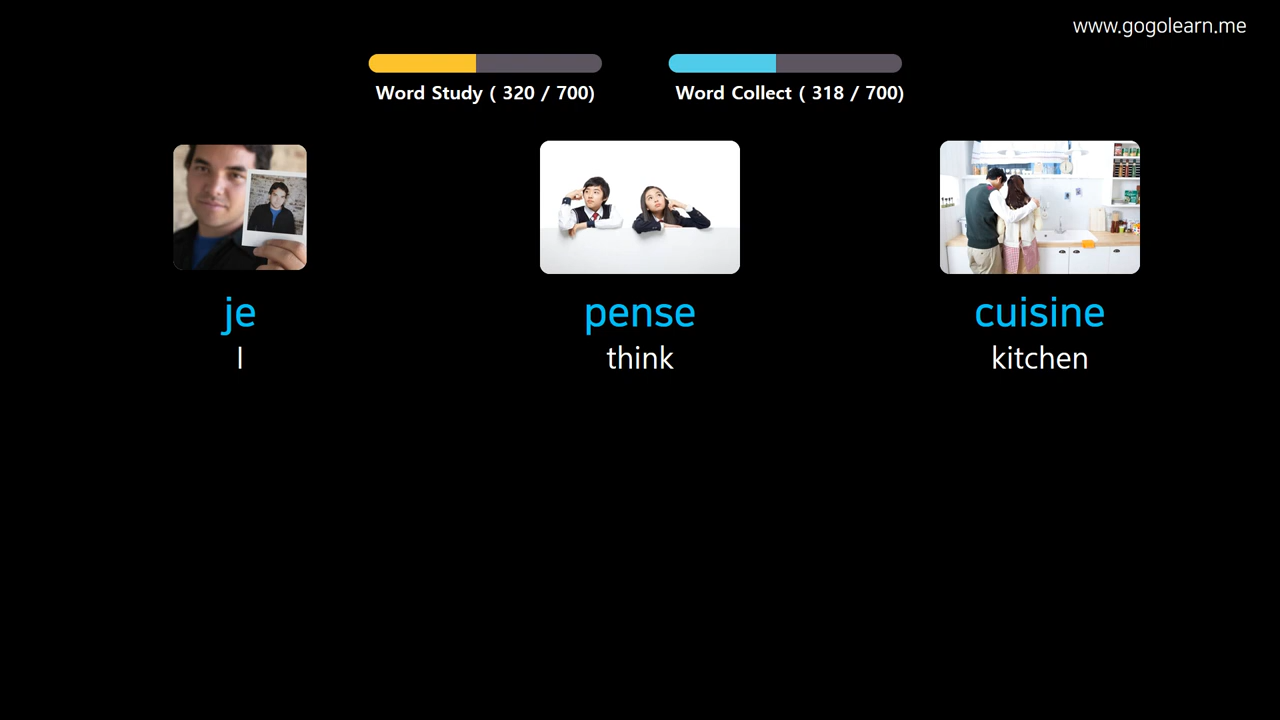 www.gogolearn.me
Word Study ( 320 / 700)
Word Collect ( 318 / 700)
je
pense
cuisine
I
think
kitchen